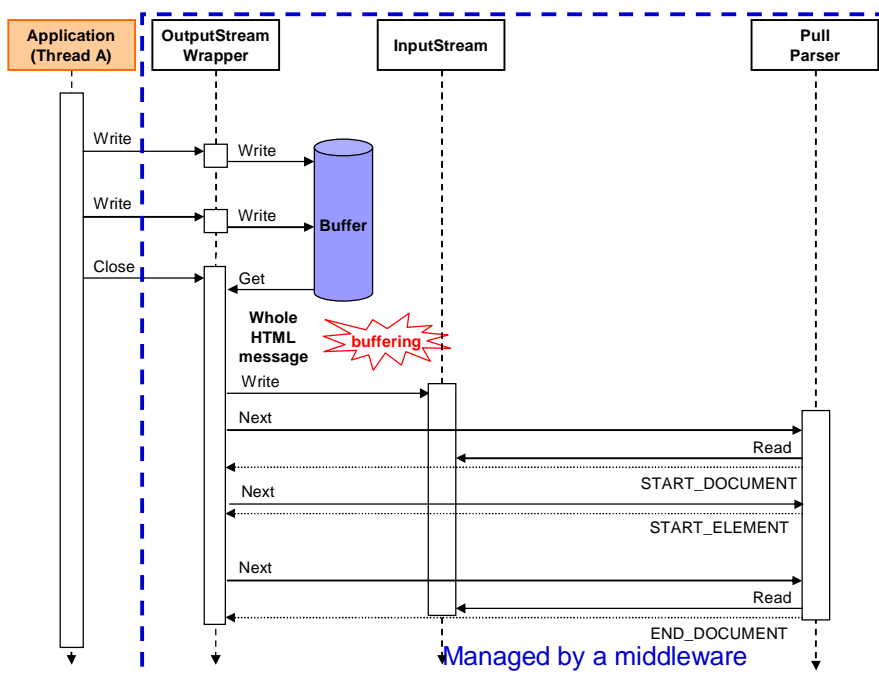 Application
(Thread A)
OutputStream
Wrapper
InputStream
Pull
Parser
Write
Write
Write
Write
Buffer
Close
Get
Whole
HTML
message
buffering
Write
Next
Read
START_DOCUMENT
Next
START_ELEMENT
Next
Read
END_DOCUMENT
Managed by a middleware